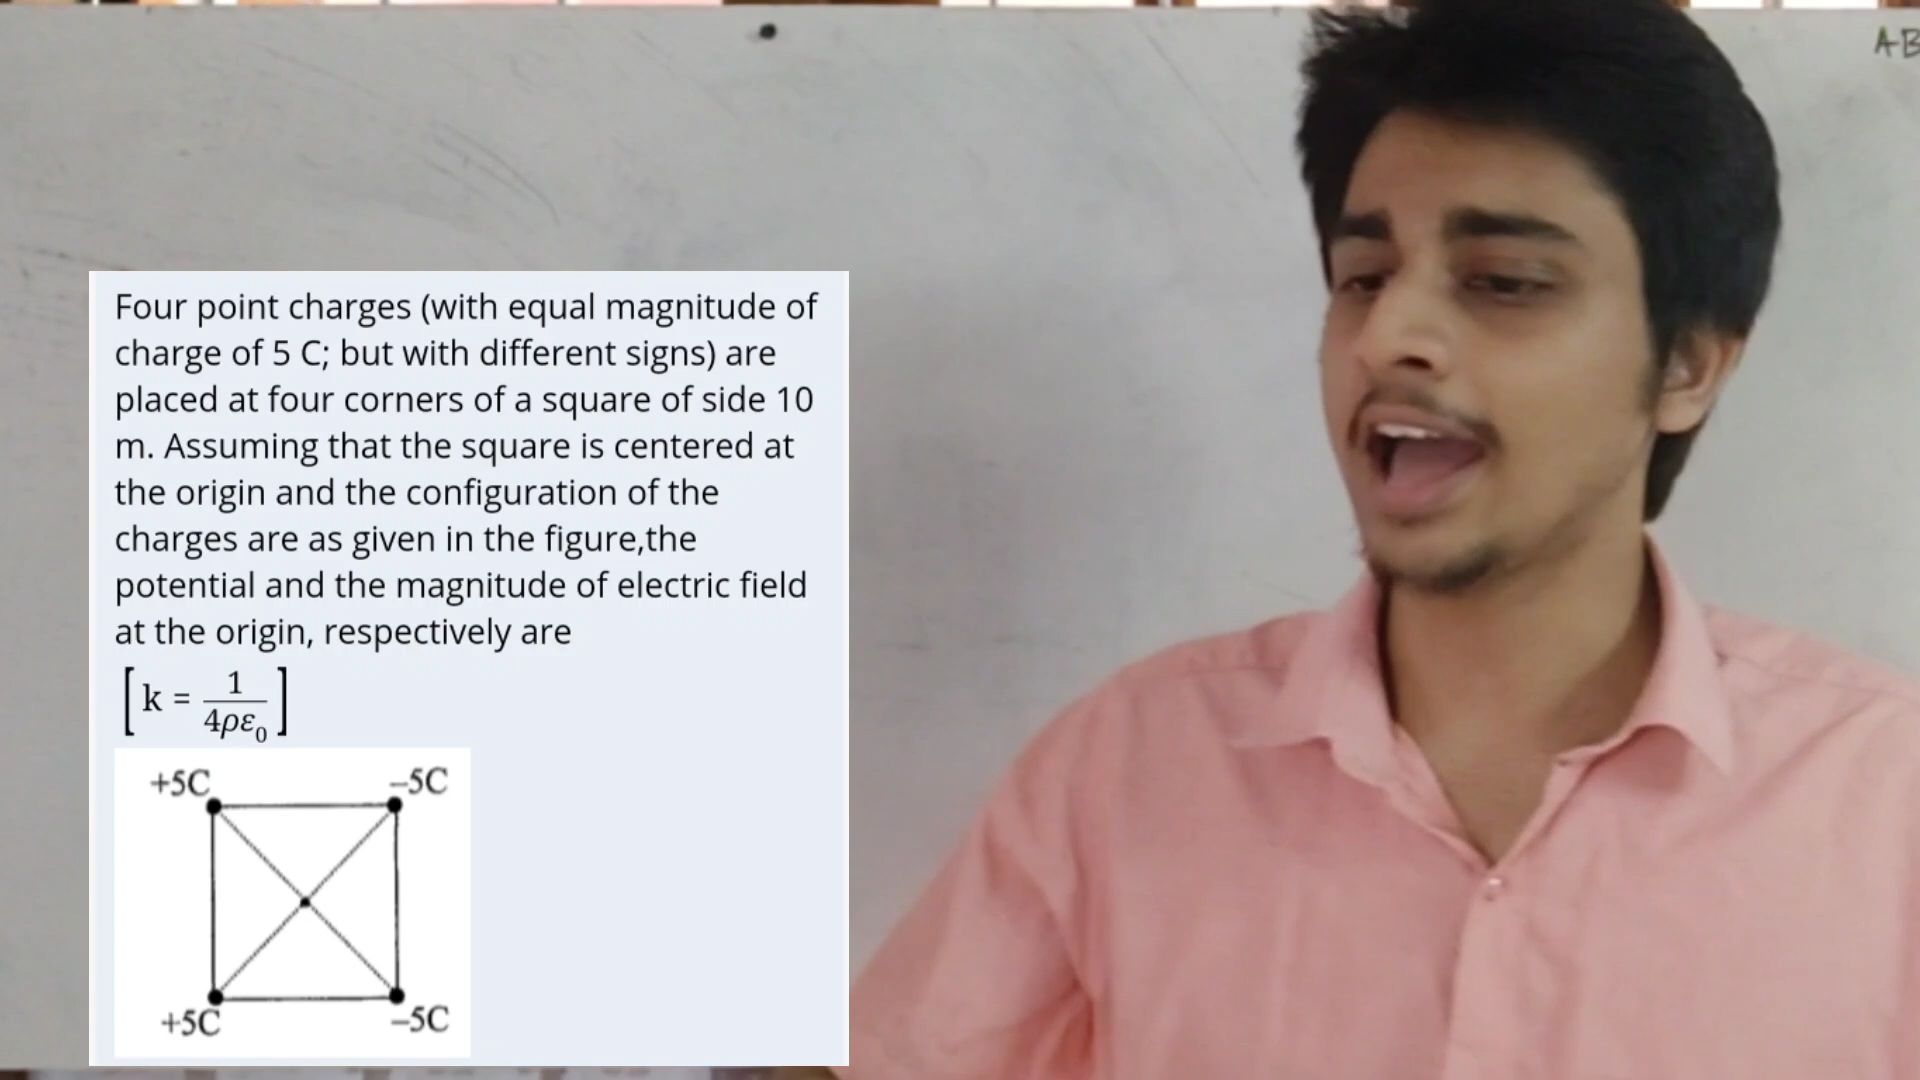 AB
Four point charges (with equal magnitude of
charge of 5 C; but with different signs) are
placed at four corners of a square of side 10
m. Assuming that the square is centered at
the origin and the configuration of the
charges are as given in the figure,the
potential and the magnitude of electric field
at the origin, respectively are
[k = 1/4ρε₀]
+5C –5C
+5C –5C